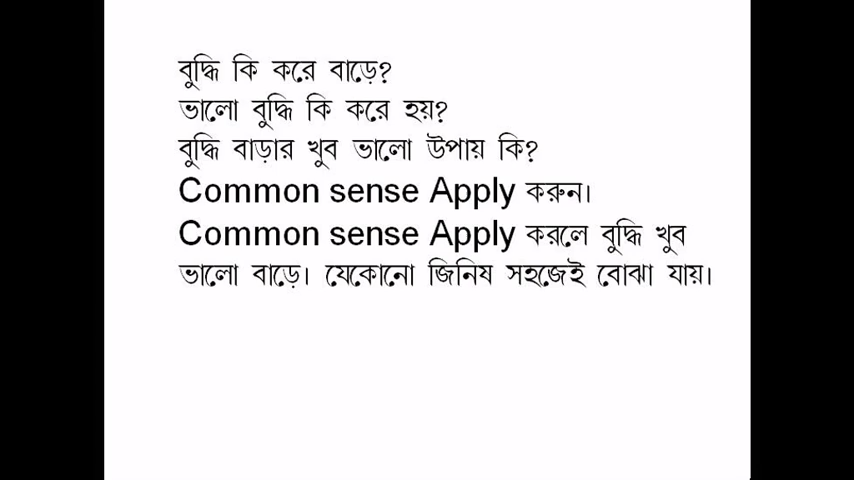 বুদ্ধি কি করে বাড়ে?
ভালো বুদ্ধি কি করে হয়?
বুদ্ধি বাড়ার খুব ভালো উপায় কি?
Common sense Apply করুন।
Common sense Apply করলে বুদ্ধি খুব
ভালো বাড়ে। যেকোনো জিনিষ সহজেই বোঝা যায়।